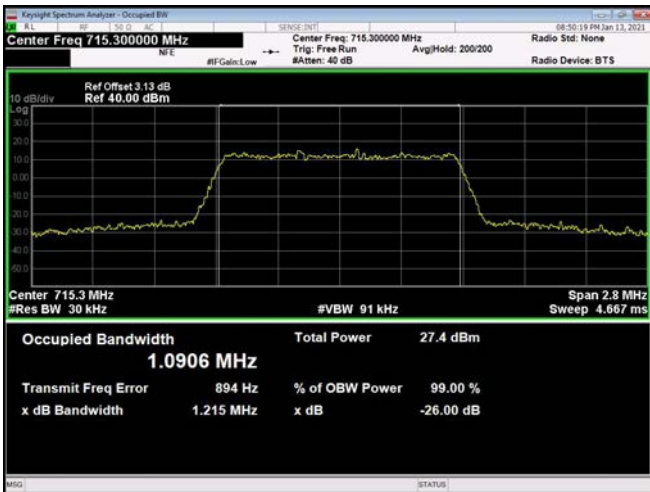 Keysight Spectrum Analyzer - Occupied BW
RL RF 50 Ω AC SENSE:INT 08:50:19 PM Jan 13, 2021
Center Freq 715.300000 MHz Center Freq: 715.300000 MHz Radio Std: None
NFE Trig: Free Run Avg|Hold: 200/200
#IFGain:Low #Atten: 40 dB Radio Device: BTS
Ref Offset 3.13 dB
10 dB/div Ref 40.00 dBm
Log
30.0
20.0
10.0
0.00
-10.0
-20.0
-30.0
-40.0
-50.0
Center 715.3 MHz Span 2.8 MHz
#Res BW 30 kHz #VBW 91 kHz Sweep 4.667 ms
Occupied Bandwidth Total Power 27.4 dBm
1.0906 MHz
Transmit Freq Error 894 Hz % of OBW Power 99.00 %
x dB Bandwidth 1.215 MHz x dB -26.00 dB
MSG STATUS